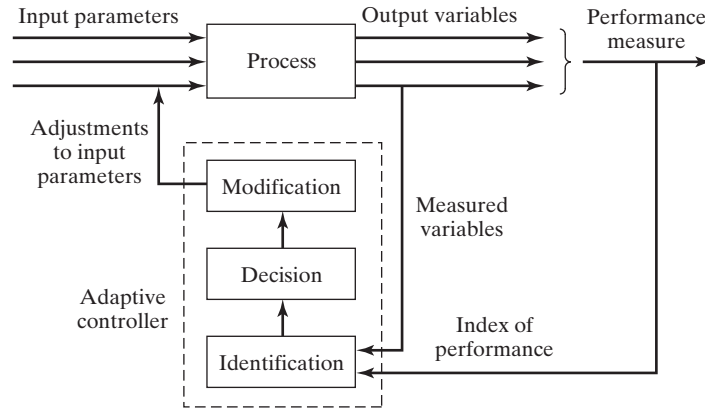 Input parameters
Output variables
Performance
measure
Process
Adjustments
to input
parameters
Modification
Measured
variables
Decision
Adaptive
controller
Index of
performance
Identification